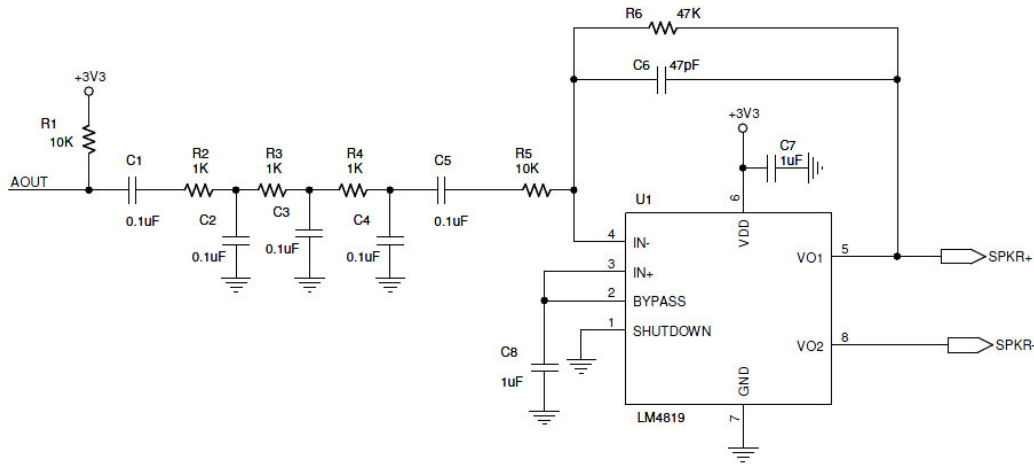 R6 47K
C6 47pF
+3V3
R1
10K
+3V3
C7
1uF
AOUT
C1
0.1uF
R2
1K
R3
1K
R4
1K
C5
0.1uF
R5
10K
C2
0.1uF
C3
0.1uF
C4
0.1uF
U1
6
VDD
4
IN-
3
IN+
2
BYPASS
1
SHUTDOWN
VO1
5
SPKR+
VO2
8
SPKR-
C8
1uF
GND
7
LM4819